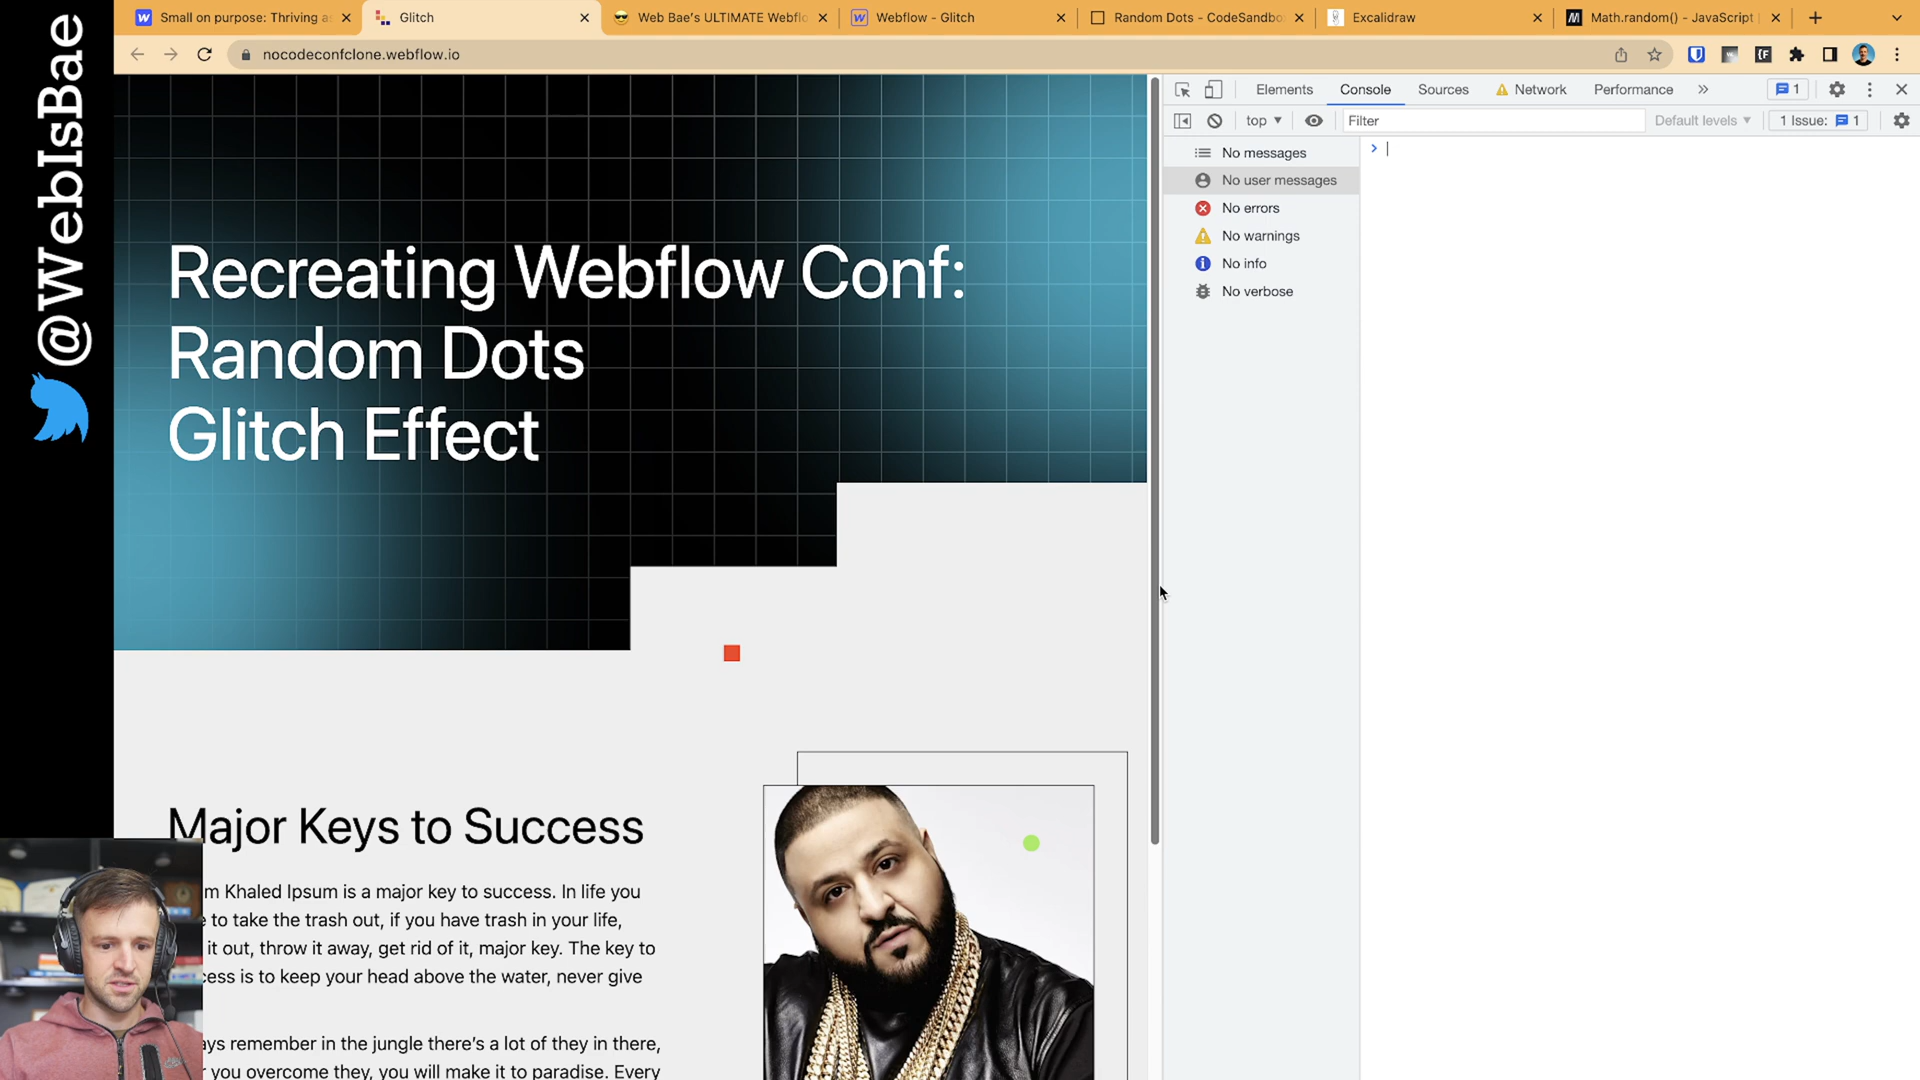 @WebIsBae
Small on purpose: Thriving as
Glitch
Web Bae's ULTIMATE Webflo
Webflow - Glitch
Random Dots - CodeSandbo
Excalidraw
Math.random() - JavaScript
nocodeconfclone.webflow.io
Elements
Console
Sources
Network
Performance
1
top
Filter
Default levels
1 Issue: 1
No messages
No user messages
No errors
No warnings
No info
No verbose
Recreating Webflow Conf:
Random Dots
Glitch Effect
Major Keys to Success
m Khaled Ipsum is a major key to success. In life you
to take the trash out, if you have trash in your life,
it out, throw it away, get rid of it, major key. The key to
cess is to keep your head above the water, never give
ays remember in the jungle there's a lot of they in there,
r you overcome they, you will make it to paradise. Every